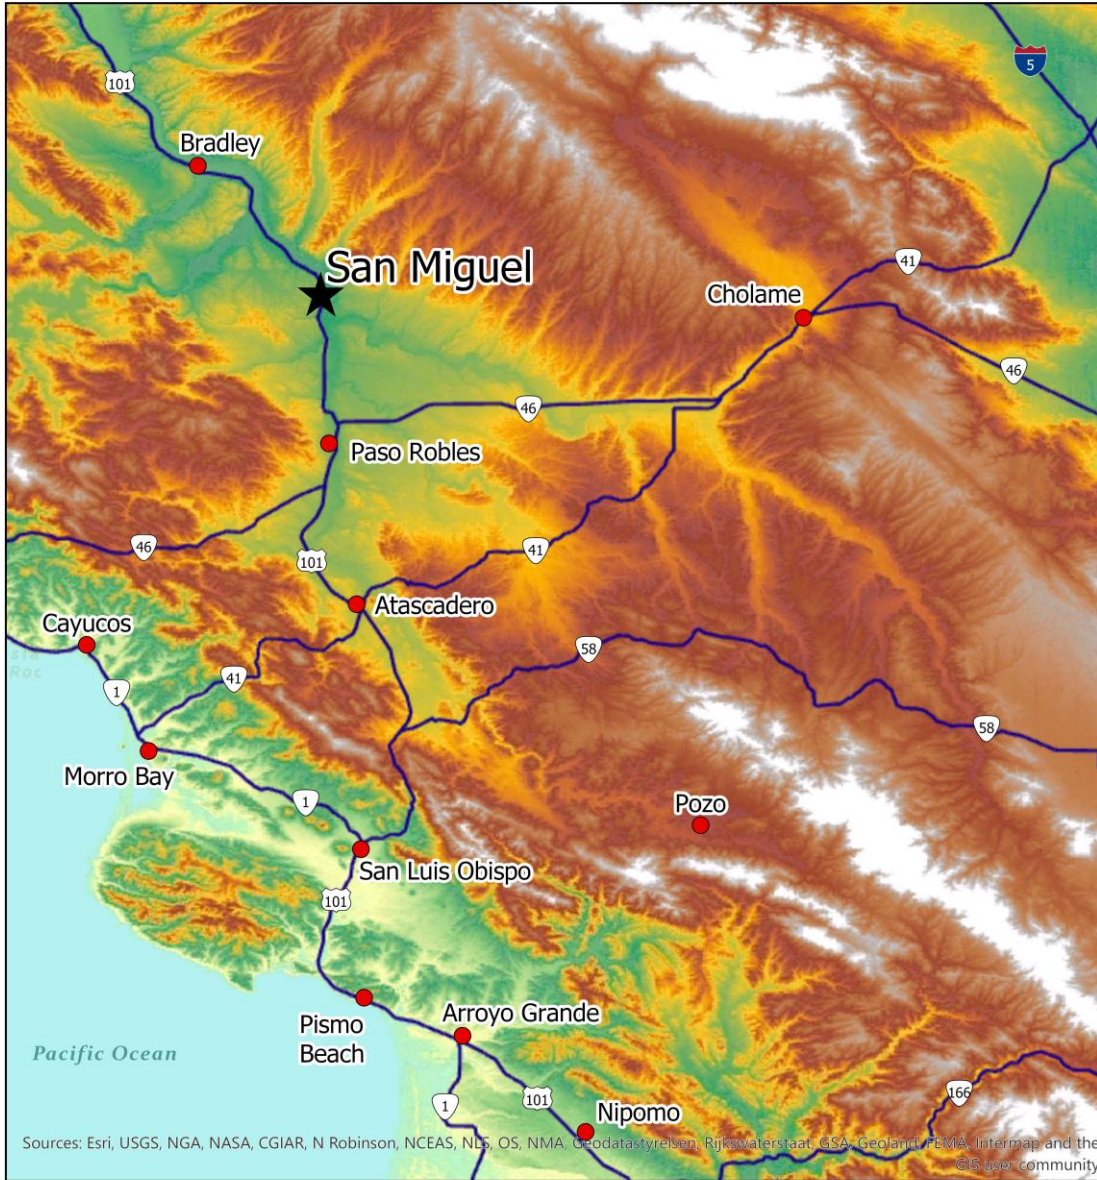 5
101
Bradley
San Miguel
41
Cholame
46
46
Paso Robles
46
101
41
Atascadero
Cayucos
58
41
1
58
Morro Bay
1
Pozo
San Luis Obispo
101
Pismo
Beach
Arroyo Grande
Pacific Ocean
1
101
166
Nipomo
Sources: Esri, USGS, NGA, NASA, CGIAR, N Robinson, NCEAS, NLS, OS, NMA, Geodatastyrelsen, Rijkswaterstaat, GSA, Geoland, FEMA, Intermap and the
GIS user community